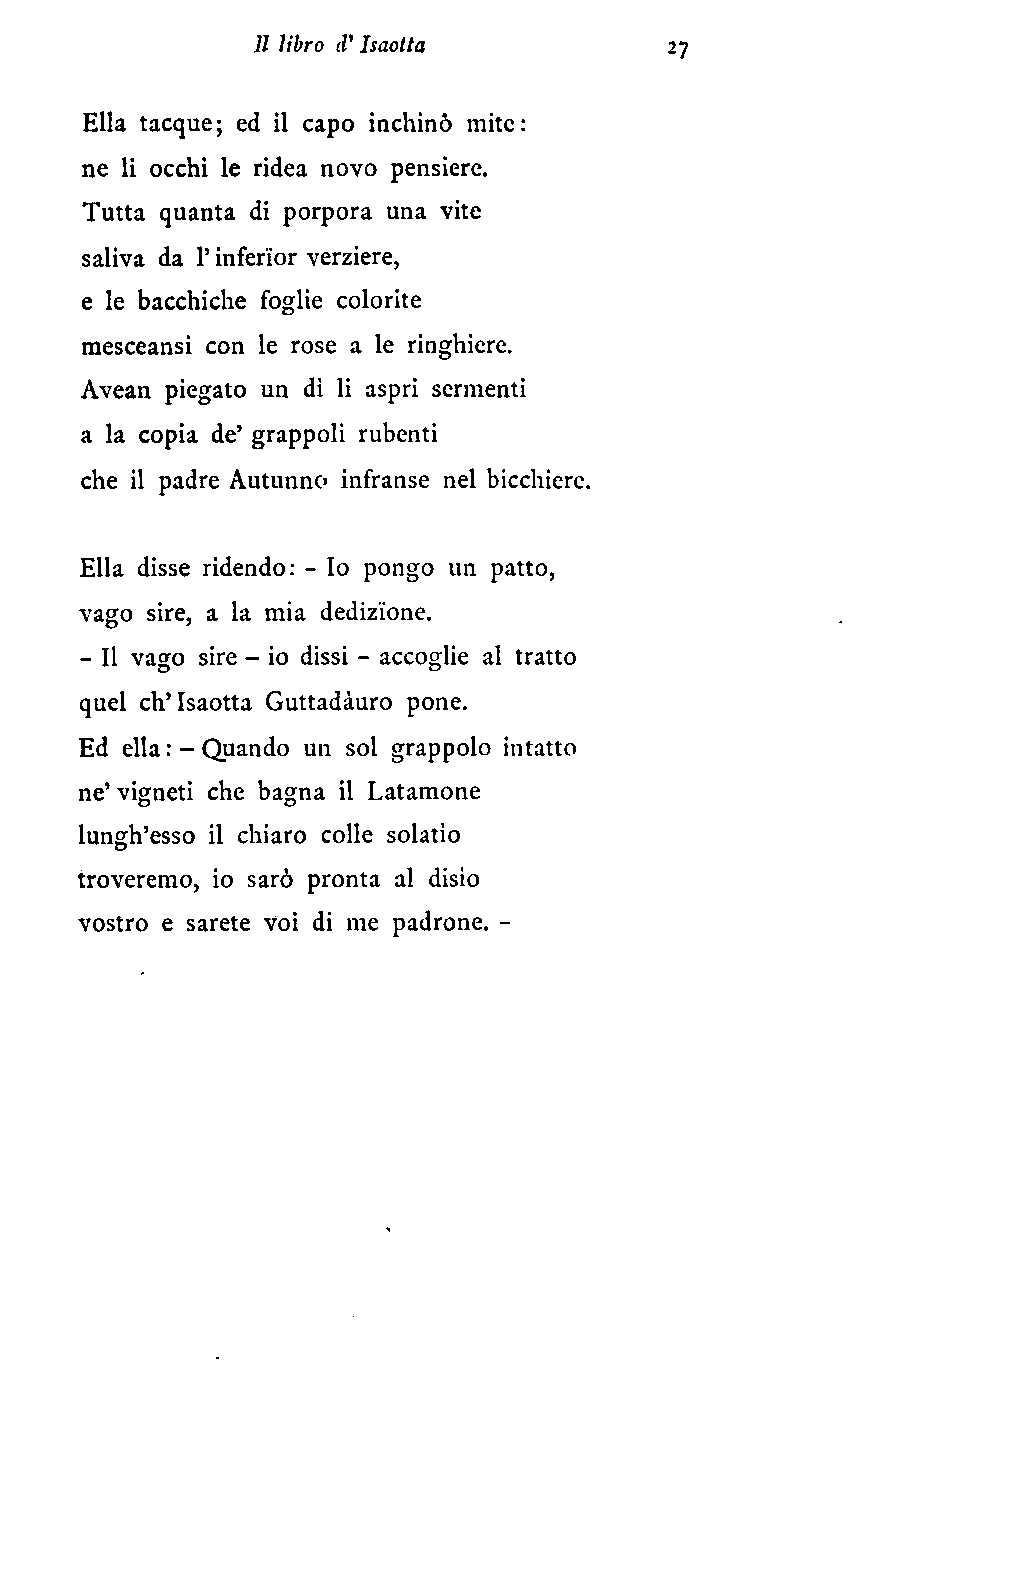 Il libro d' Isaotta 27
Ella tacque; ed il capo inchinò mite:
ne li occhi le ridea novo pensiere.
Tutta quanta di porpora una vite
saliva da l' inferïor verziere,
e le bacchiche foglie colorite
mesceansi con le rose a le ringhiere.
Avean piegato un dì li aspri sermenti
a la copia de' grappoli rubenti
che il padre Autunno infranse nel bicchiere.
Ella disse ridendo: – Io pongo un patto,
vago sire, a la mia dedizïone.
– Il vago sire – io dissi – accoglie al tratto
quel ch' Isaotta Guttadàuro pone.
Ed ella: – Quando un sol grappolo intatto
ne' vigneti che bagna il Latamone
lungh'esso il chiaro colle solatio
troveremo, io sarò pronta al disio
vostro e sarete voi di me padrone. –